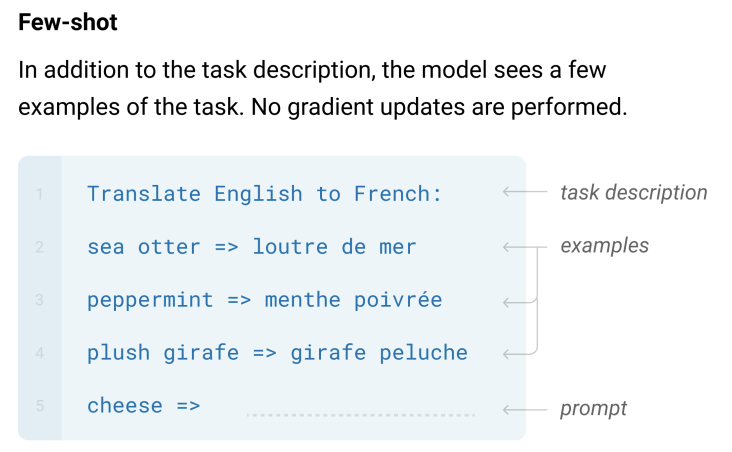 Few-shot
In addition to the task description, the model sees a few
examples of the task. No gradient updates are performed.
1 Translate English to French: task description
2 sea otter => loutre de mer examples
3 peppermint => menthe poivrée
4 plush girafe => girafe peluche
5 cheese => prompt